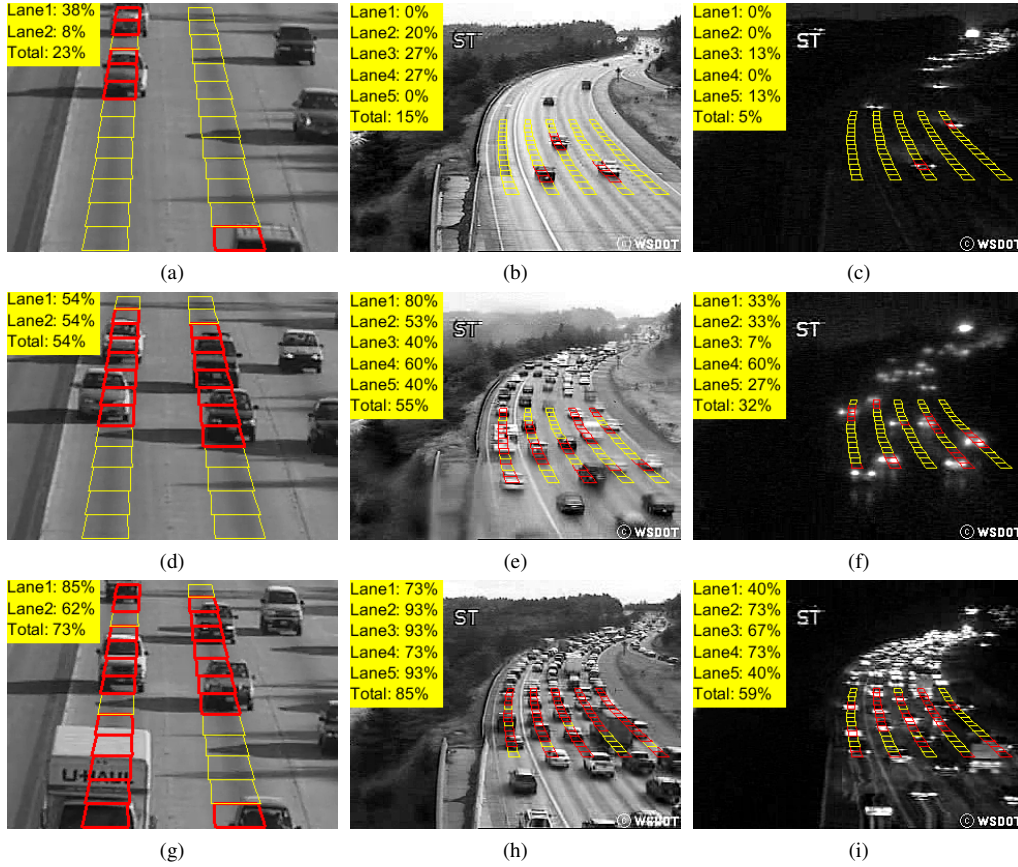 Lane1: 38%
Lane2: 8%
Total: 23%
(a)
Lane1: 0%
Lane2: 20%
Lane3: 27%
Lane4: 27%
Lane5: 0%
Total: 15%
ST
© WSDOT
(b)
Lane1: 0%
Lane2: 0%
Lane3: 13%
Lane4: 0%
Lane5: 13%
Total: 5%
ST
© WSDOT
(c)
Lane1: 54%
Lane2: 54%
Total: 54%
(d)
Lane1: 80%
Lane2: 53%
Lane3: 40%
Lane4: 60%
Lane5: 40%
Total: 55%
ST
© WSDOT
(e)
Lane1: 33%
Lane2: 33%
Lane3: 7%
Lane4: 60%
Lane5: 27%
Total: 32%
ST
© WSDOT
(f)
Lane1: 85%
Lane2: 62%
Total: 73%
U-HAUL
(g)
Lane1: 73%
Lane2: 93%
Lane3: 93%
Lane4: 73%
Lane5: 93%
Total: 85%
ST
© WSDOT
(h)
Lane1: 40%
Lane2: 73%
Lane3: 67%
Lane4: 73%
Lane5: 40%
Total: 59%
ST
© WSDOT
(i)